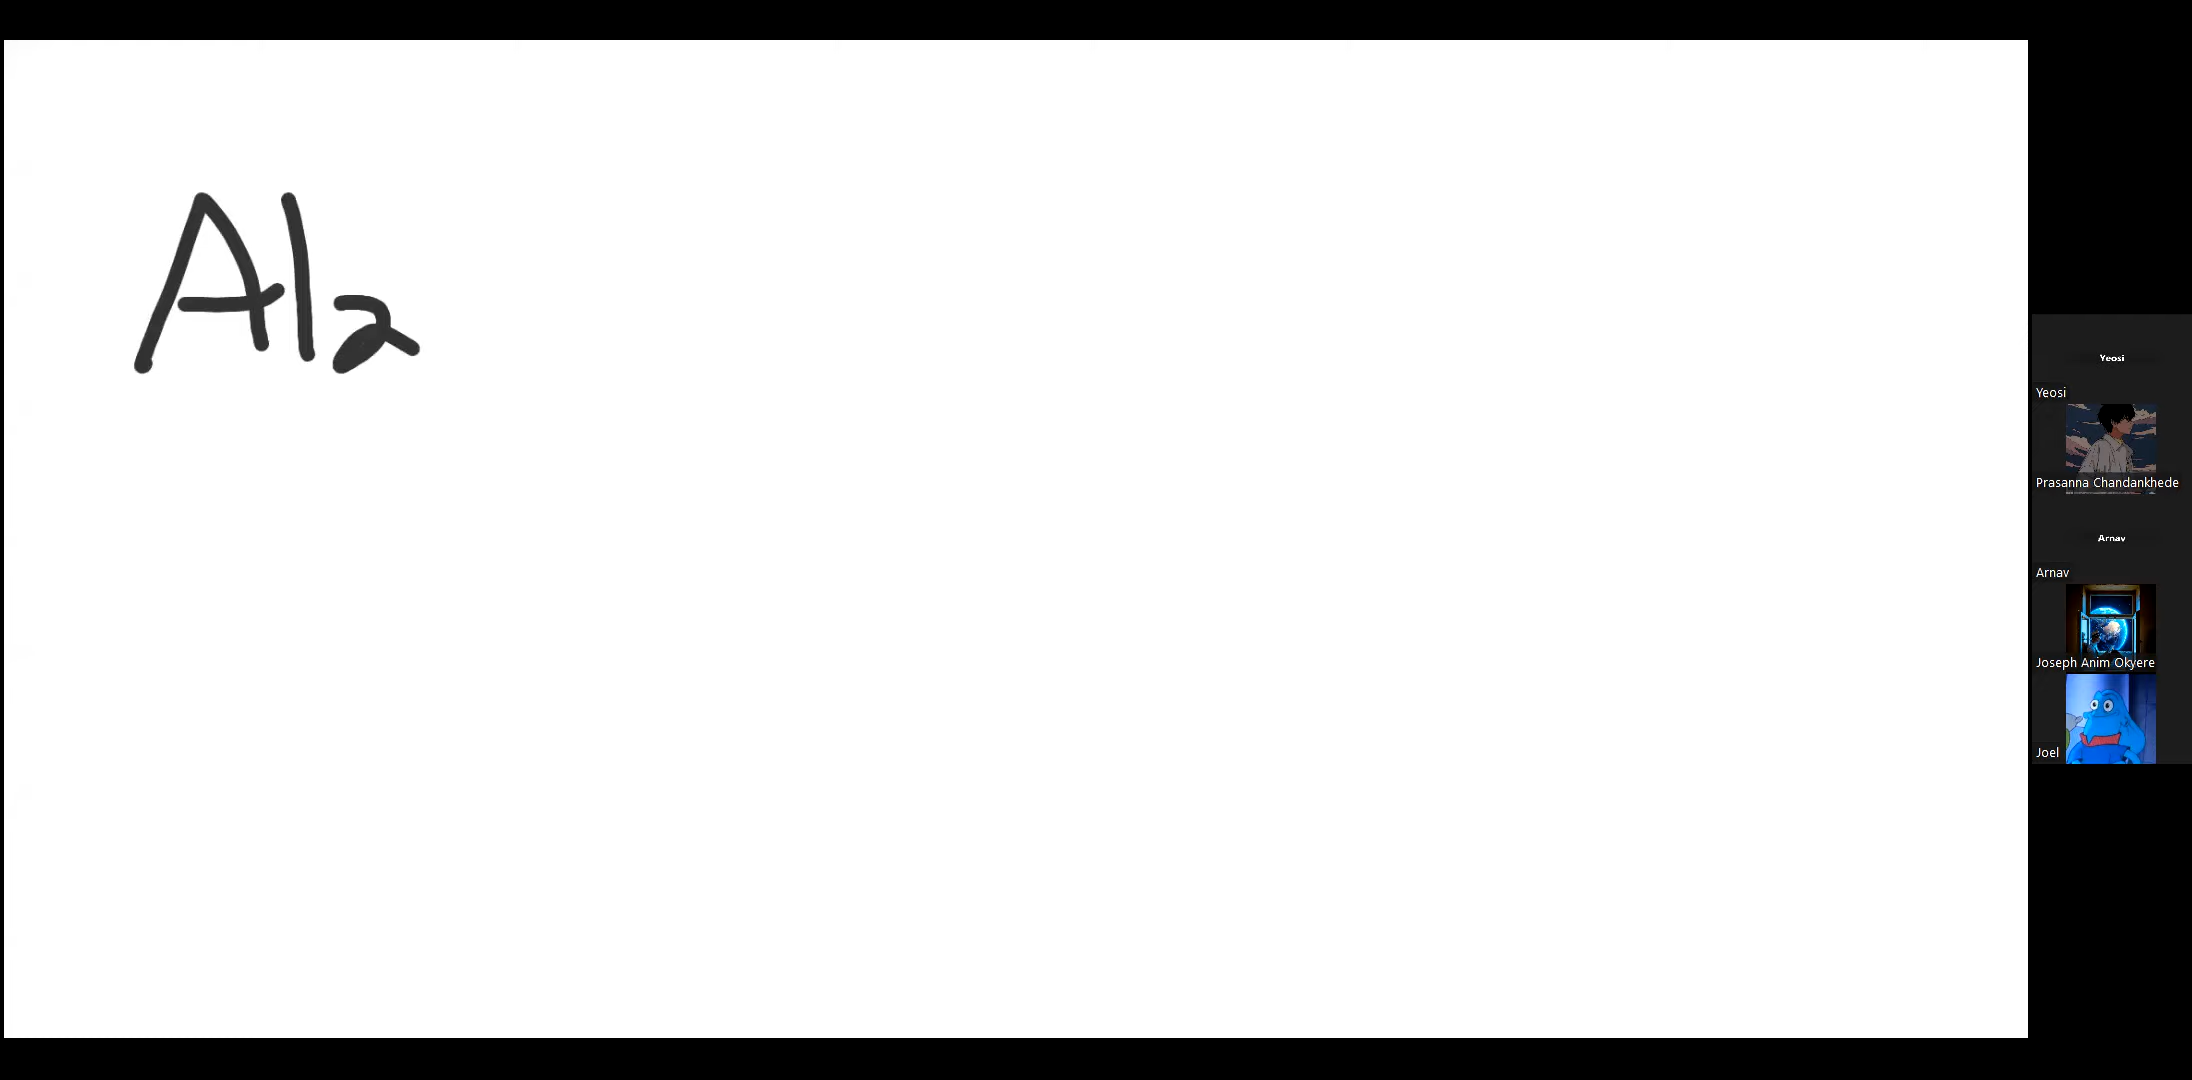 Al₂
Yeosi
Yeosi
Prasanna Chandankhede
Arnav
Arnav
Joseph Anim Okyere
Joel